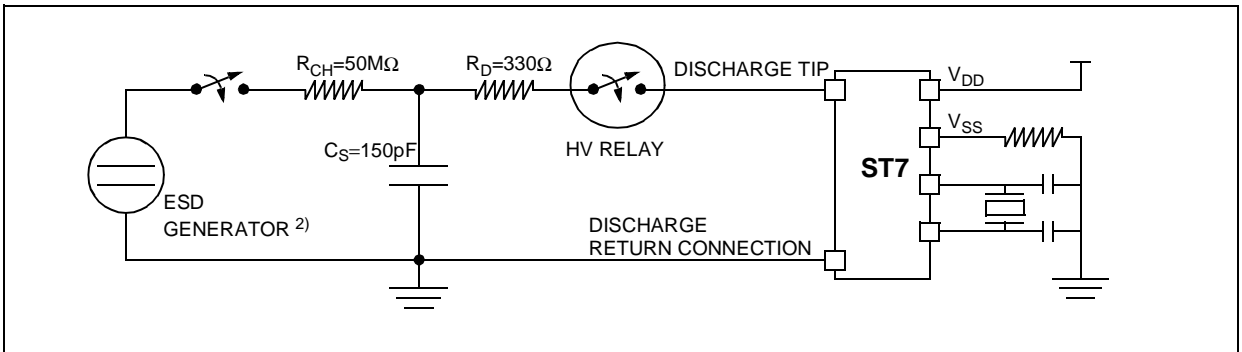 R_CH=50MΩ
R_D=330Ω
DISCHARGE TIP
V_DD
V_SS
C_S=150pF
HV RELAY
ST7
ESD
GENERATOR 2)
DISCHARGE
RETURN CONNECTION